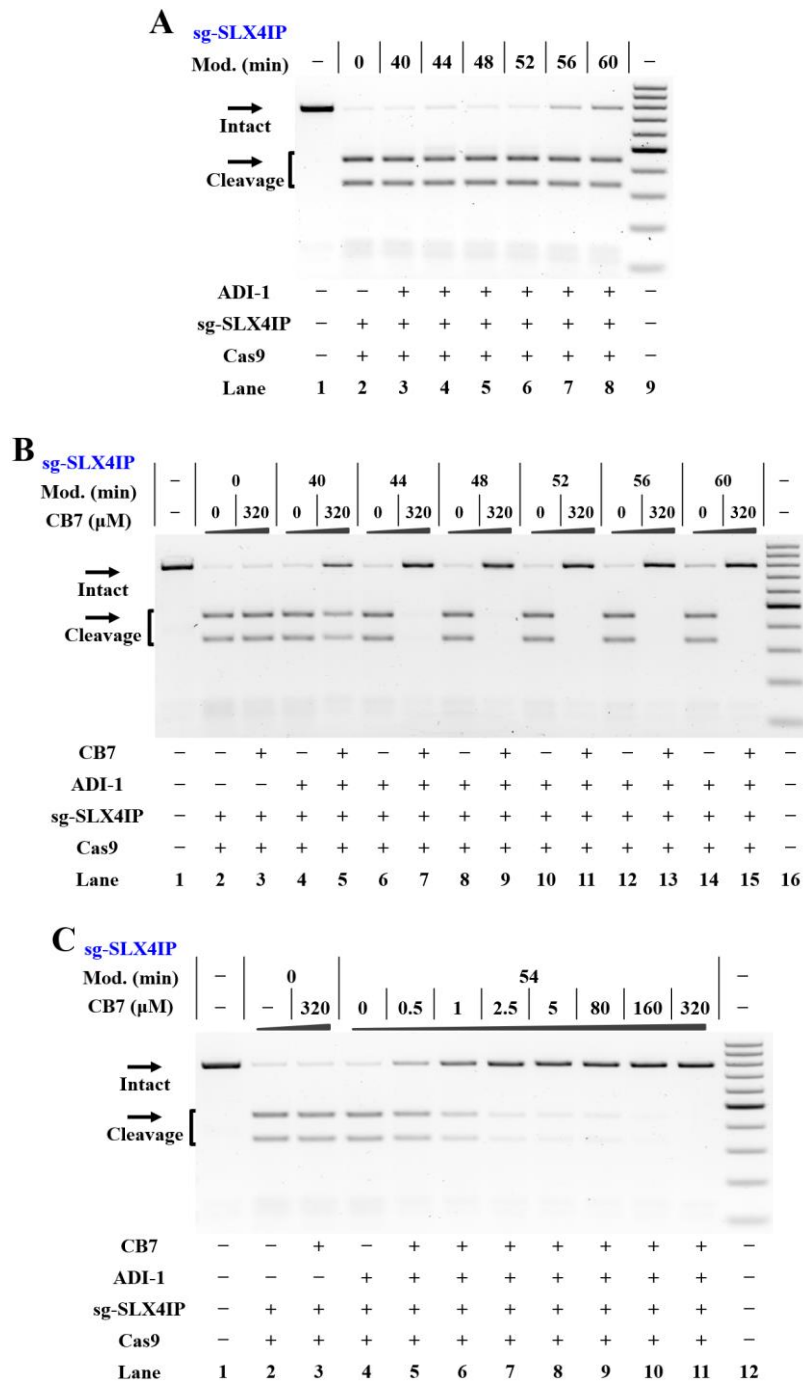 A
sg-SLX4IP
Mod. (min) – 0 40 44 48 52 56 60 –
Intact
Cleavage
ADI-1 – – + + + + + + –
sg-SLX4IP – + + + + + + + –
Cas9 – + + + + + + + –
Lane 1 2 3 4 5 6 7 8 9
B
sg-SLX4IP
Mod. (min) – 0 40 44 48 52 56 60 –
CB7 (μM) – 0 320 0 320 0 320 0 320 0 320 0 320 0 320 –
Intact
Cleavage
CB7 – – + – + – + – + – + – + – + –
ADI-1 – – – + + + + + + + + + + + + –
sg-SLX4IP – + + + + + + + + + + + + + + –
Cas9 – + + + + + + + + + + + + + + –
Lane 1 2 3 4 5 6 7 8 9 10 11 12 13 14 15 16
C
sg-SLX4IP
Mod. (min) – 0 54 –
CB7 (μM) – – 320 0 0.5 1 2.5 5 80 160 320 –
Intact
Cleavage
CB7 – – + – + + + + + + + –
ADI-1 – – – + + + + + + + + –
sg-SLX4IP – + + + + + + + + + + –
Cas9 – + + + + + + + + + + –
Lane 1 2 3 4 5 6 7 8 9 10 11 12